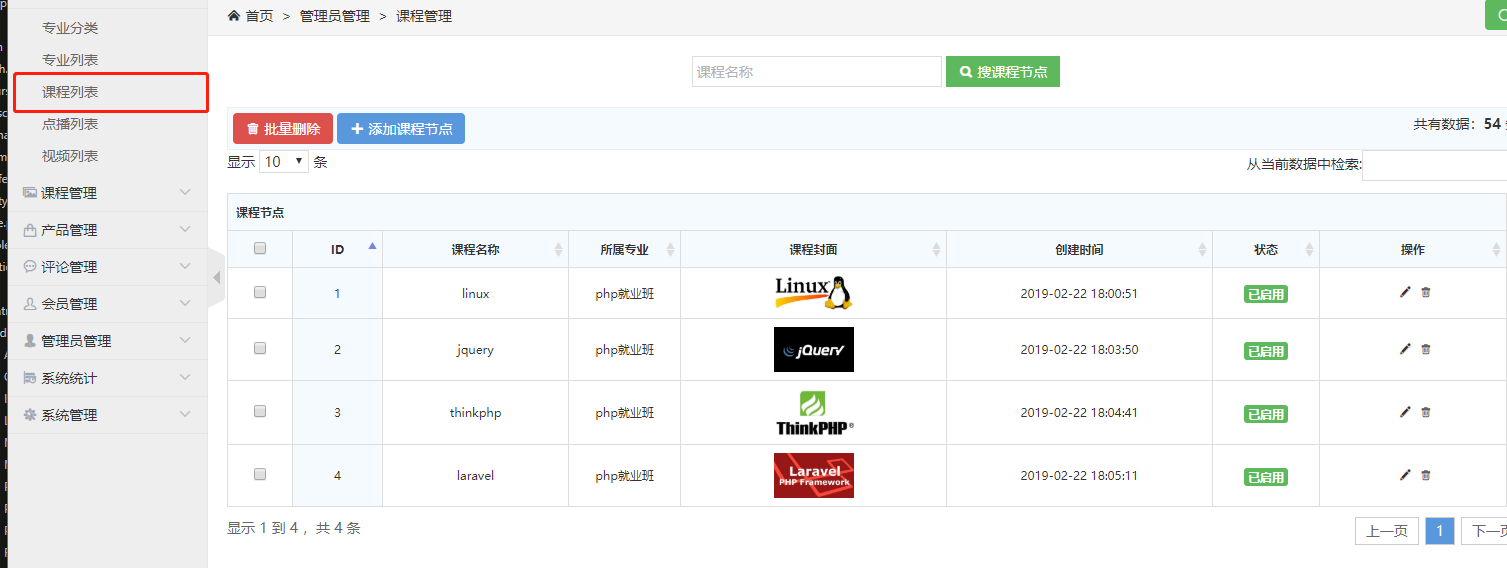 首页 > 管理员管理 > 课程管理
专业分类
专业列表
课程列表
点播列表
视频列表
课程管理
产品管理
评论管理
会员管理
管理员管理
系统统计
系统管理
课程名称 搜课程节点
批量删除 添加课程节点 共有数据：54
显示 10 条 从当前数据中检索:
课程节点
ID 课程名称 所属专业 课程封面 创建时间 状态 操作
1 linux php就业班 Linux 2019-02-22 18:00:51 已启用
2 jquery php就业班 jQuery 2019-02-22 18:03:50 已启用
3 thinkphp php就业班 ThinkPHP® 2019-02-22 18:04:41 已启用
4 laravel php就业班 Laravel PHP Framework 2019-02-22 18:05:11 已启用
显示 1 到 4 ，共 4 条 上一页 1 下一页